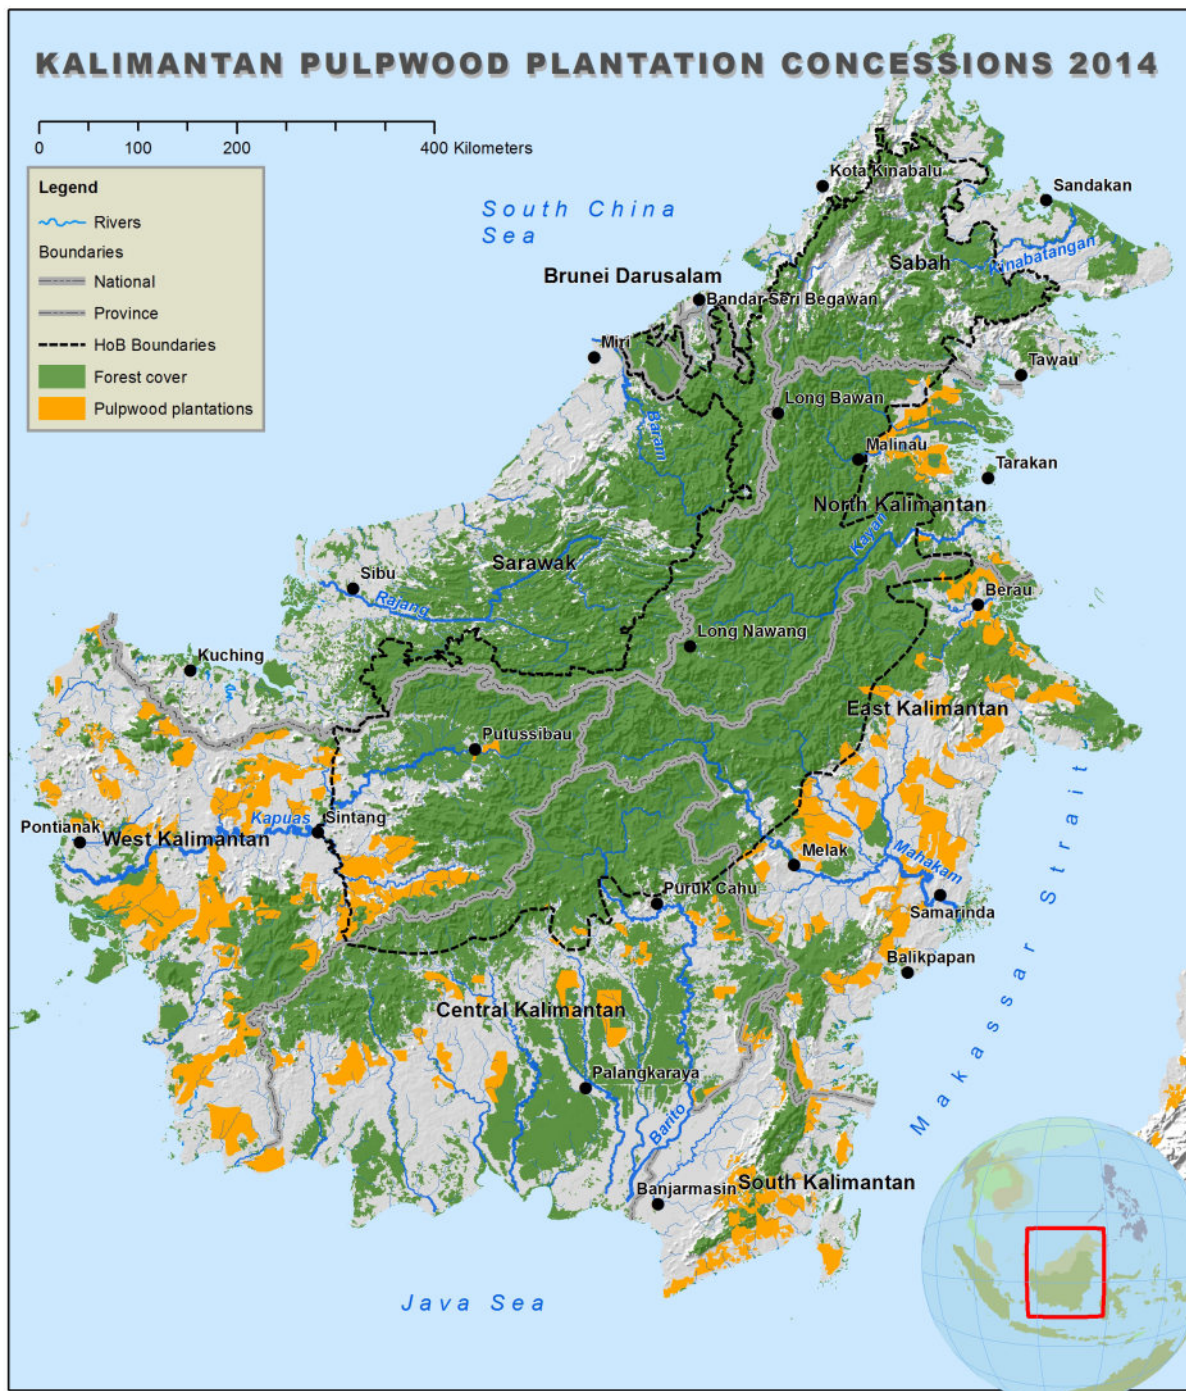 KALIMANTAN PULPWOOD PLANTATION CONCESSIONS 2014
0 100 200 400 Kilometers
Legend
Rivers
Boundaries
National
Province
HoB Boundaries
Forest cover
Pulpwood plantations
South China
Sea
Kota Kinabalu
Sandakan
Sabah
Kinabatangan
Brunei Darusalam
Bandar Seri Begawan
Miri
Tawau
Long Bawan
Baram
Malinau
Tarakan
North Kalimantan
Kayan
Sarawak
Sibu
Rajang
Berau
Long Nawang
Kuching
East Kalimantan
Putussibau
Makassar Strait
Kapuas
Sintang
Pontianak
West Kalimantan
Melak
Mahakam
Puruk Cahu
Samarinda
Balikpapan
Central Kalimantan
Palangkaraya
Barito
Banjarmasin
South Kalimantan
Java Sea